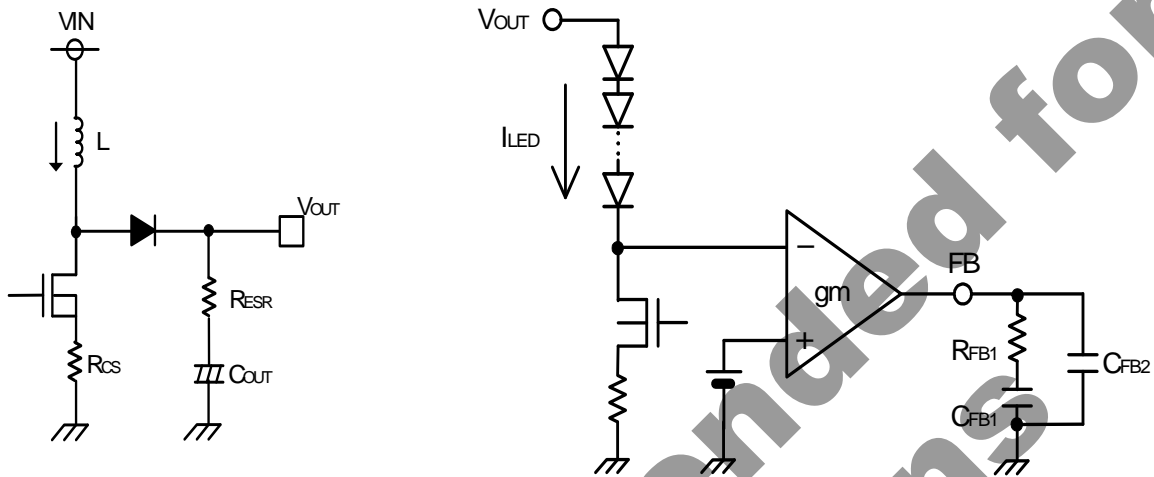 VIN
L
VOUT
RESR
RCS
COUT
VOUT
ILED
−
gm
+
FB
RFB1
CFB2
CFB1